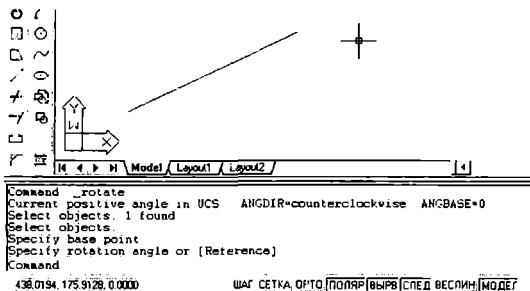 Y
W
X
Model Layout1 Layout2
Command _rotate
Current positive angle in UCS ANGDIR=counterclockwise ANGBASE=0
Select objects. 1 found
Select objects.
Specify base point
Specify rotation angle or [Reference]
Command
438.0194, 175.9128, 0.0000 ШАГ СЕТКА, ОРТО, ПОЛЯР ВЫРВ СЛЕД ВЕСЛИН МОДЕЛ